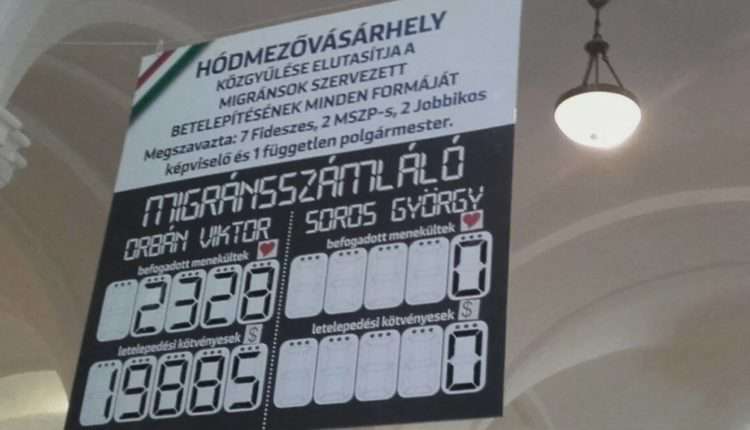 HÓDMEZŐVÁSÁRHELY
KÖZGYŰLÉSE ELUTASÍTJA A
MIGRÁNSOK SZERVEZETT
BETELEPÍTÉSÉNEK MINDEN FORMÁJÁT
Megszavazta: 7 Fideszes, 2 MSZP-s, 2 Jobbikos
képviselő és 1 független polgármester.
MIGRÁNSSZÁMLÁLÓ
ORBÁN VIKTOR
befogadott menekültek
2328
letelepedési kötvényesek $
19885
SOROS GYÖRGY
befogadott menekültek
0
letelepedési kötvényesek $
0